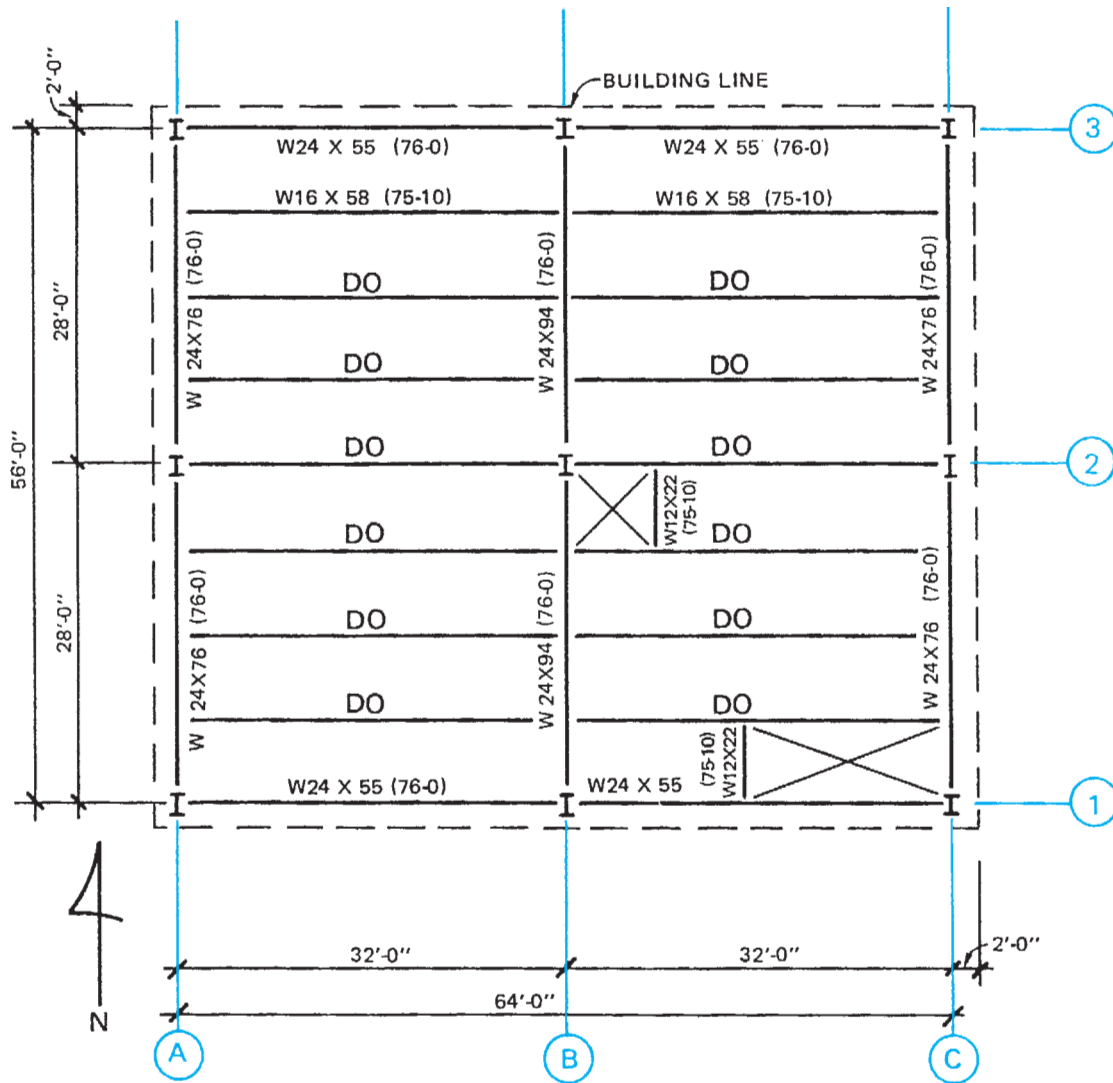 2'-0"
BUILDING LINE
3
W24 X 55 (76-0)
W24 X 55 (76-0)
W16 X 58 (75-10)
W16 X 58 (75-10)
W 24X76 (76-0)
W 24X94 (76-0)
W 24X76 (76-0)
DO
DO
DO
DO
28'-0"
56'-0"
DO
DO
2
W12X22
(75-10)
DO
DO
28'-0"
W 24X76 (76-0)
W 24X94 (76-0)
W 24X76 (76-0)
DO
DO
DO
DO
(75-10)
W12X22
W24 X 55 (76-0)
W24 X 55
1
N
32'-0"
32'-0"
2'-0"
64'-0"
A
B
C